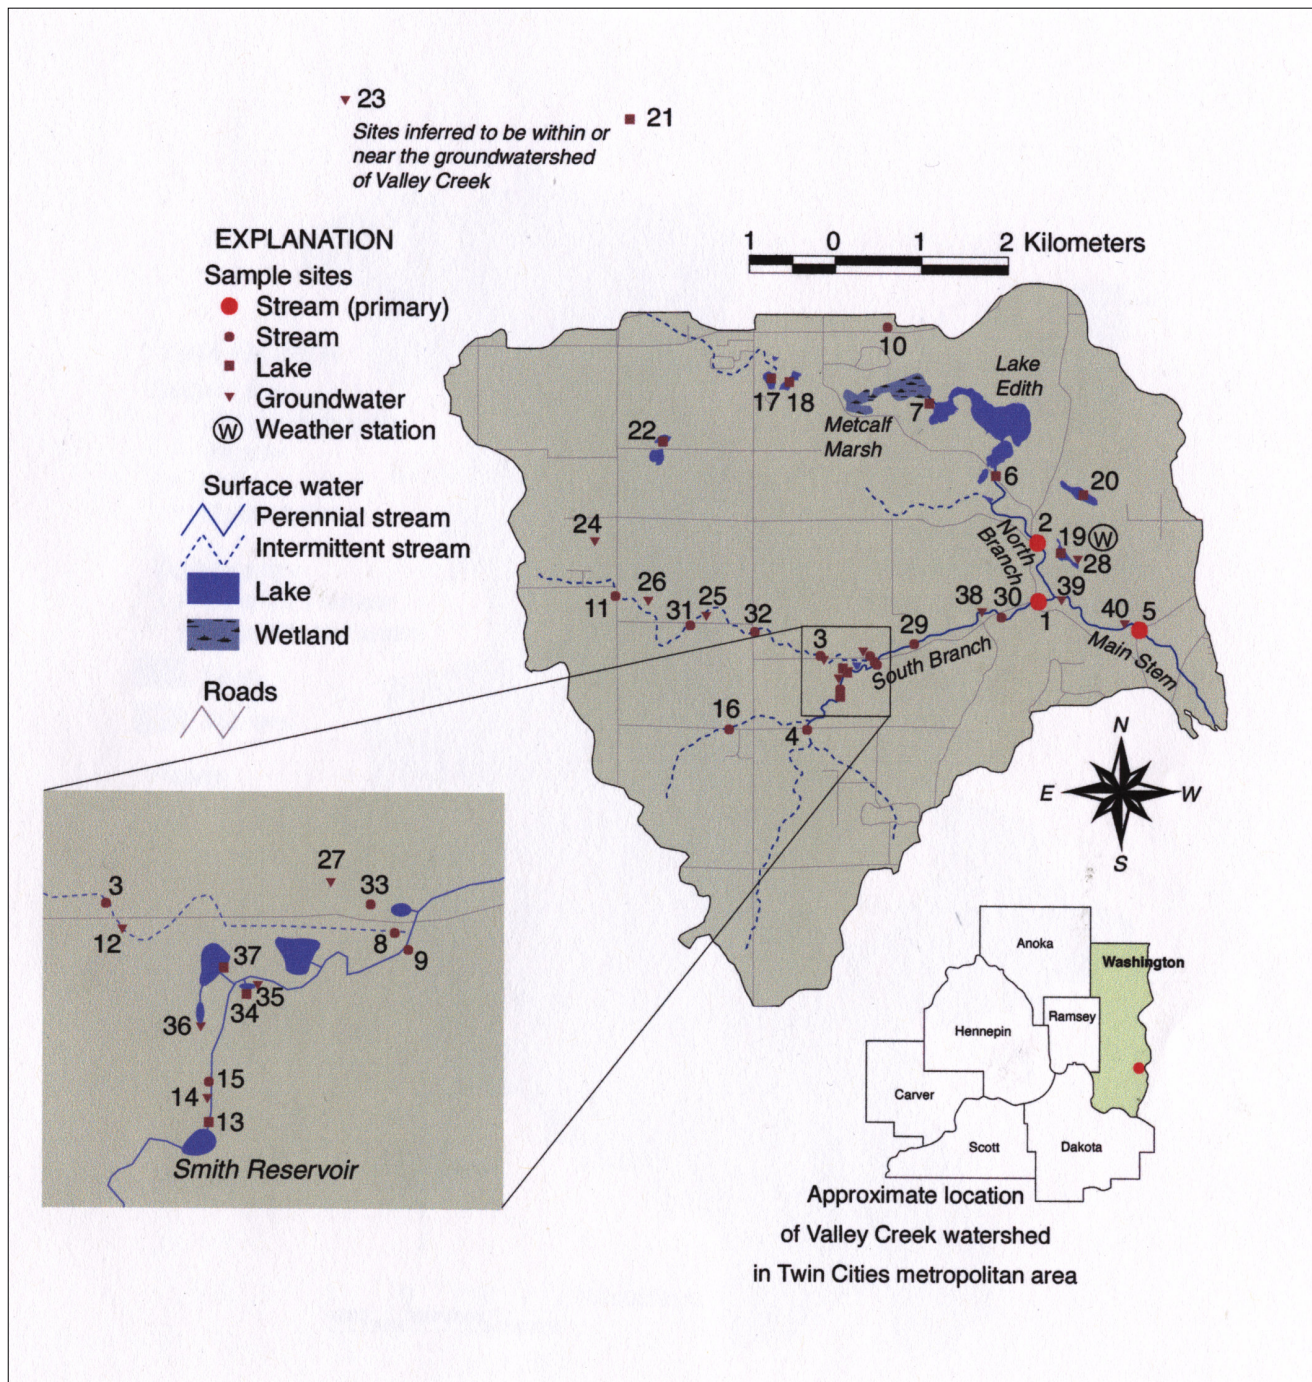 23
21
Sites inferred to be within or
near the groundwatershed
of Valley Creek
EXPLANATION
Sample sites
Stream (primary)
Stream
Lake
Groundwater
W Weather station
Surface water
Perennial stream
Intermittent stream
Lake
Wetland
Roads
1 0 1 2 Kilometers
10
Lake
Edith
17 18
7
Metcalf
Marsh
22
6
20
24
2
North
Branch
19 W
28
26
25
11
31
32
38 30
39
1
40 5
3
29
South Branch
Main Stem
16
4
N
E W
S
27
3
33
12
8
9
37
35
34
36
15
14
13
Smith Reservoir
Anoka
Washington
Ramsey
Hennepin
Carver
Scott
Dakota
Approximate location
of Valley Creek watershed
in Twin Cities metropolitan area